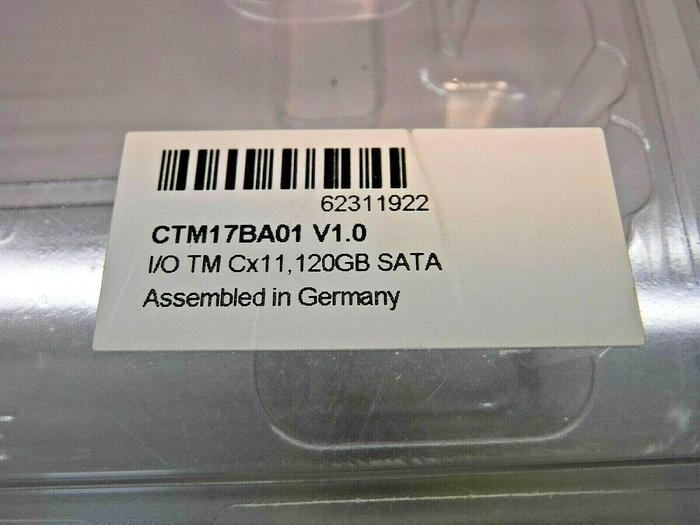 62311922
CTM17BA01 V1.0
I/O TM Cx11,120GB SATA
Assembled in Germany